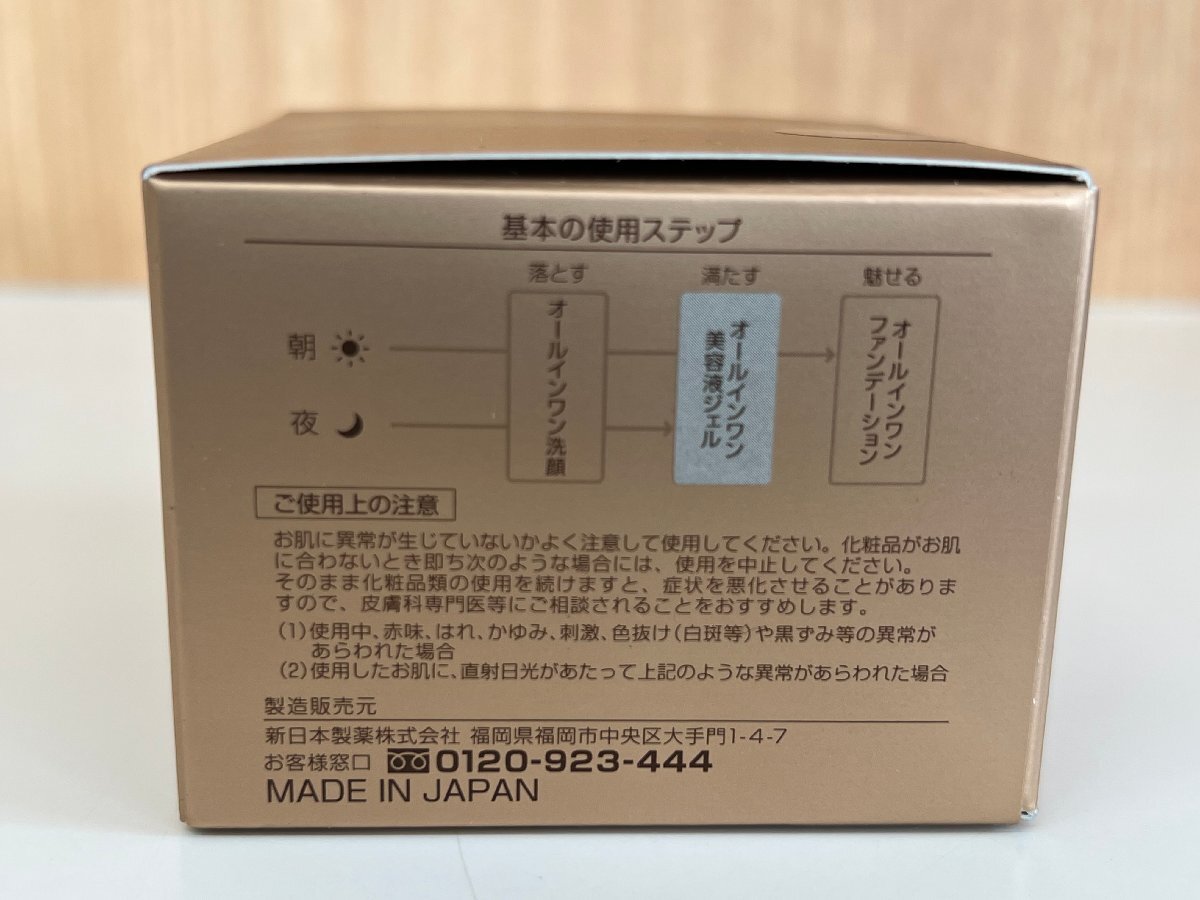 基本の使用ステップ
落とす 満たす 魅せる
朝
夜
オールインワン洗顔
オールインワン
美容液ジェル
オールインワン
ファンデーション
ご使用上の注意
お肌に異常が生じていないかよく注意して使用してください。化粧品がお肌
に合わないとき即ち次のような場合には、使用を中止してください。
そのまま化粧品類の使用を続けますと、症状を悪化させることがありま
すので、皮膚科専門医等にご相談されることをおすすめします。
(1)使用中、赤味、はれ、かゆみ、刺激、色抜け(白斑等)や黒ずみ等の異常が
あらわれた場合
(2)使用したお肌に、直射日光があたって上記のような異常があらわれた場合
製造販売元
新日本製薬株式会社 福岡県福岡市中央区大手門1-4-7
お客様窓口 0120-923-444
MADE IN JAPAN